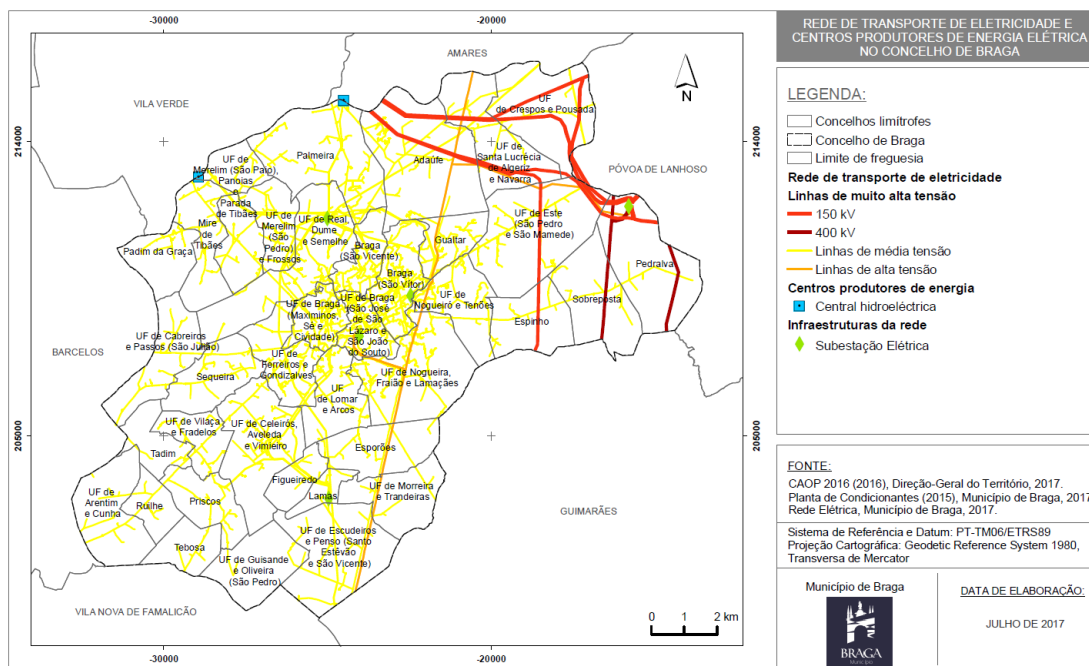 -30000
-20000
REDE DE TRANSPORTE DE ELETRICIDADE E
CENTROS PRODUTORES DE ENERGIA ELÉTRICA
NO CONCELHO DE BRAGA
AMARES
VILA VERDE
N
UF
de Crespos e Pousada
214000
214000
Palmeira
Adaúfe
UF de
Santa Lucrécia
de Algeriz
e Navarra
PÓVOA DE LANHOSO
UF de
Merelim (São Paio),
Panoias
e
Parada
de Tibães
Mire
de
Tibães
Padim da Graça
UF de
Merelim
(São
Pedro)
e Frossos
UF de Real,
Dume
e Semelhe
Braga
(São Vicente)
Gualtar
UF de Este
(São Pedro
e São Mamede)
Pedralva
Braga
(São Vítor)
UF de
Nogueiró e Tenões
Sobreposta
Espinho
UF de Braga
(Maximinos,
Sé e
Cividade)
UF de Braga
(São José
de São
Lázaro e
São João
do Souto)
UF de Cabreiros
e Passos (São Julião)
BARCELOS
Sequeira
UF de
Ferreiros e
Gondizalves
UF de Nogueira,
Fraião e Lamaçães
UF
de Lomar
e Arcos
UF de Vilaça
e Fradelos
UF de Celeirós,
Aveleda
e Vimieiro
208000
208000
Esporões
Tadim
Figueiredo
UF de Morreira
e Trandeiras
UF de
Arentim
e Cunha
Ruilhe
Priscos
Lamas
GUIMARÃES
UF de Escudeiros
e Penso (Santo
Estêvão
e São Vicente)
Tebosa
UF de Guisande
e Oliveira
(São Pedro)
VILA NOVA DE FAMALICÃO
0 1 2 km
-30000
-20000
LEGENDA:
Concelhos limítrofes
Concelho de Braga
Limite de freguesia
Rede de transporte de eletricidade
Linhas de muito alta tensão
150 kV
400 kV
Linhas de média tensão
Linhas de alta tensão
Centros produtores de energia
Central hidroeléctrica
Infraestruturas da rede
Subestação Elétrica
FONTE:
CAOP 2016 (2016), Direção-Geral do Território, 2017.
Planta de Condicionantes (2015), Município de Braga, 2017
Rede Elétrica, Município de Braga, 2017.
Sistema de Referência e Datum: PT-TM06/ETRS89
Projeção Cartográfica: Geodetic Reference System 1980,
Transversa de Mercator
Município de Braga
BRAGA
Município
DATA DE ELABORAÇÃO:
JULHO DE 2017